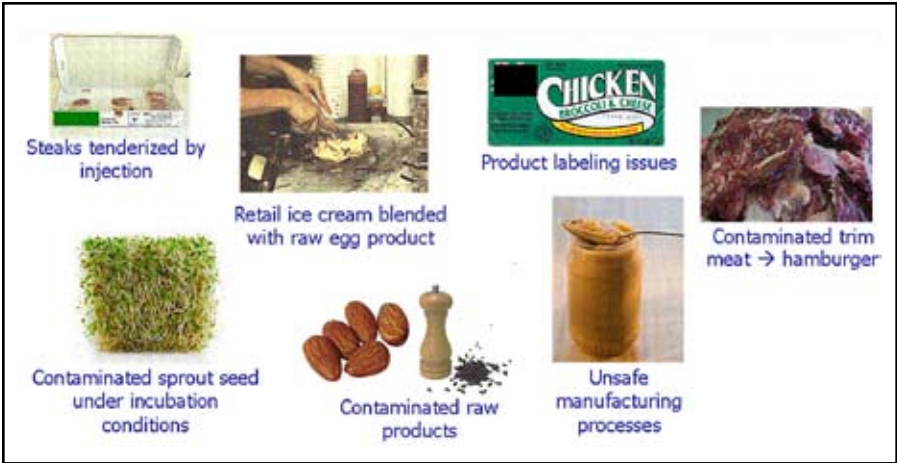 Steaks tenderized by
injection
Retail ice cream blended
with raw egg product
CHICKEN
BROCCOLI & CHEESE
Product labeling issues
Contaminated trim
meat → hamburger
Contaminated sprout seed
under incubation
conditions
Contaminated raw
products
Unsafe
manufacturing
processes